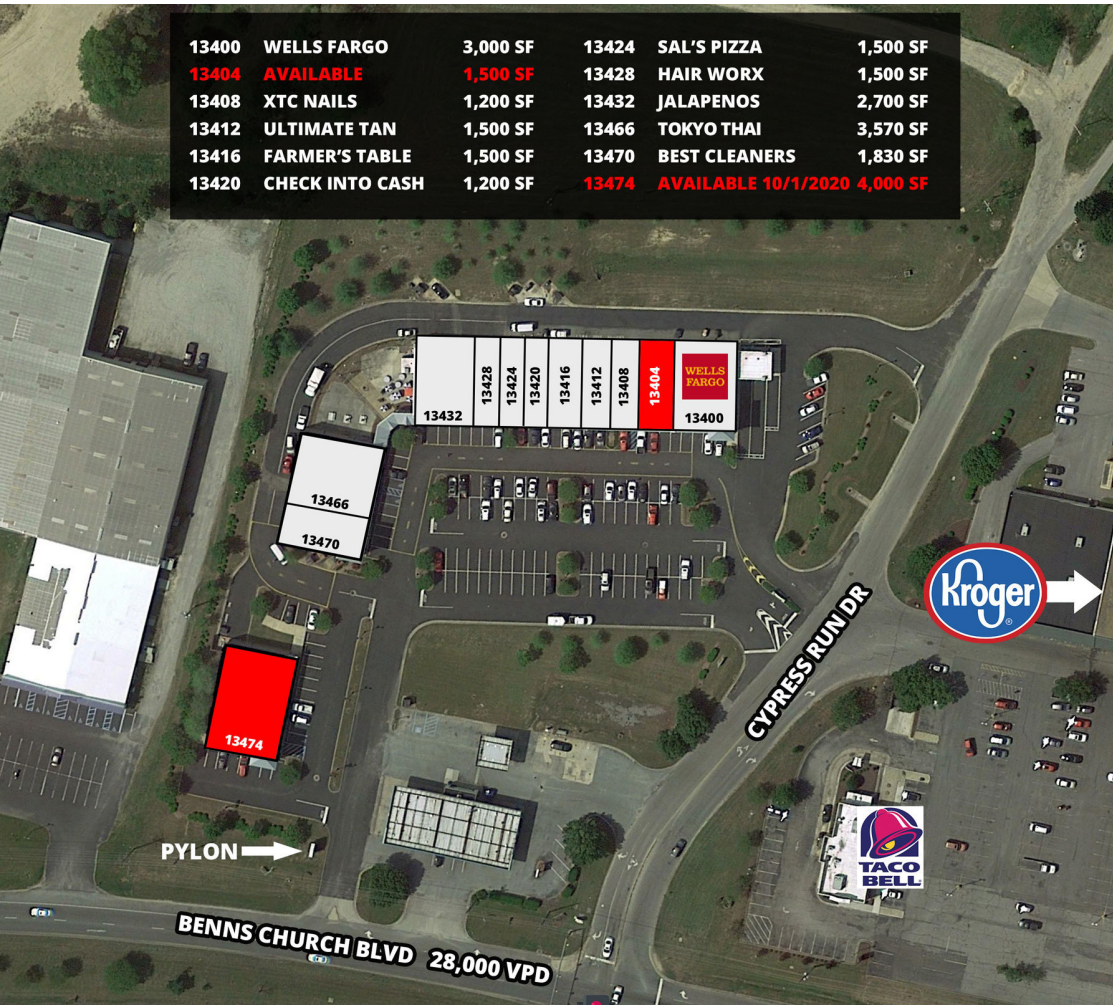 13400 WELLS FARGO 3,000 SF
13404 AVAILABLE 1,500 SF
13408 XTC NAILS 1,200 SF
13412 ULTIMATE TAN 1,500 SF
13416 FARMER'S TABLE 1,500 SF
13420 CHECK INTO CASH 1,200 SF
13424 SAL'S PIZZA 1,500 SF
13428 HAIR WORX 1,500 SF
13432 JALAPENOS 2,700 SF
13466 TOKYO THAI 3,570 SF
13470 BEST CLEANERS 1,830 SF
13474 AVAILABLE 10/1/2020 4,000 SF
13432
13428
13424
13420
13416
13412
13408
13404
WELLS
FARGO
13400
13466
13470
Kroger
CYPRESS RUN DR
13474
PYLON
TACO
BELL
BENNS CHURCH BLVD 28,000 VPD